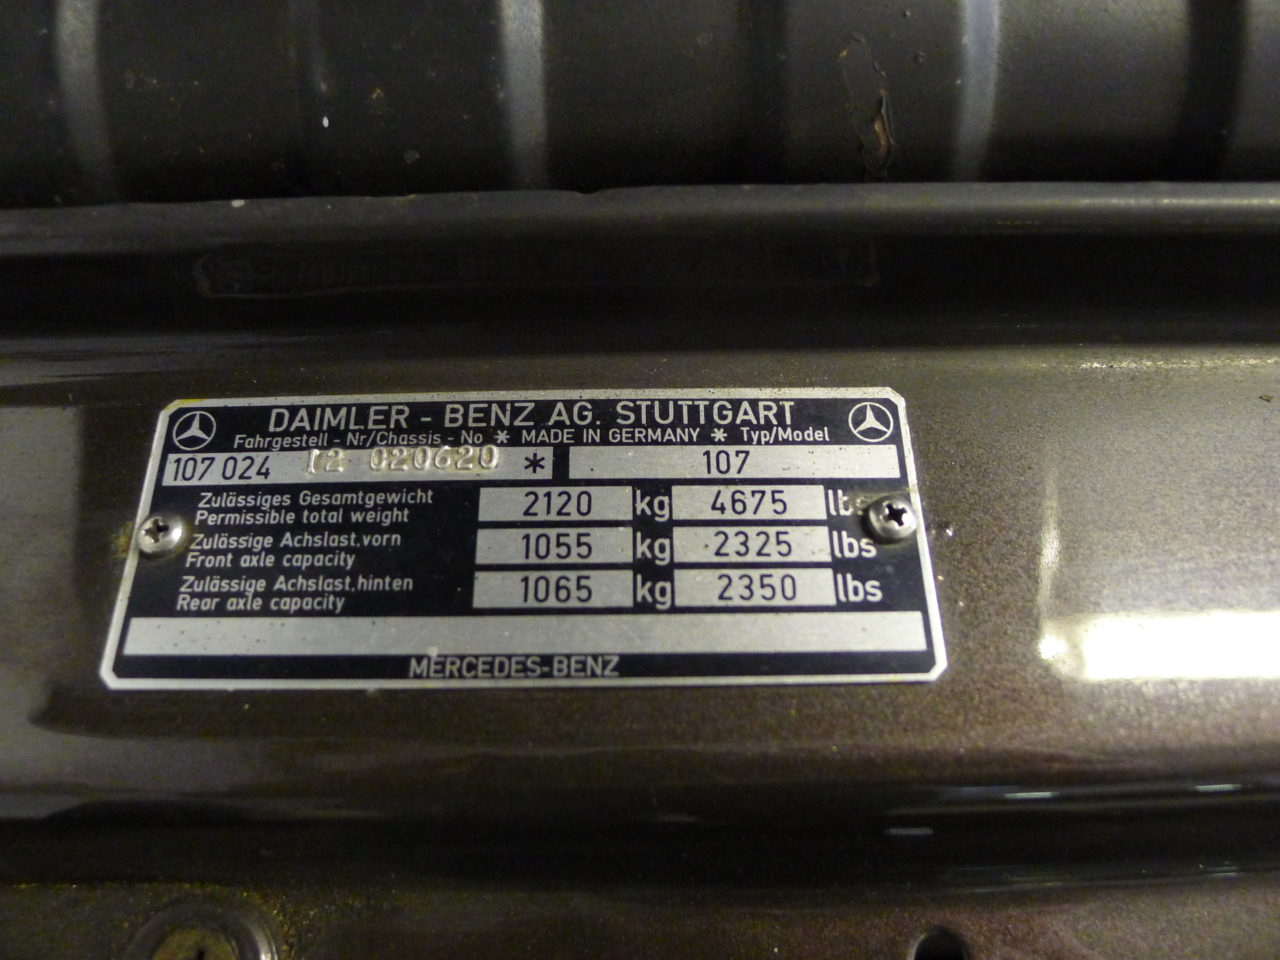 DAIMLER - BENZ AG. STUTTGART
Fahrgestell - Nr/Chassis - No * MADE IN GERMANY * Typ/Model
107 024 12 020620 * 107
Zulässiges Gesamtgewicht
Permissible total weight 2120 kg 4675 lbs
Zulässige Achslast,vorn
Front axle capacity 1055 kg 2325 lbs
Zulässige Achslast,hinten
Rear axle capacity 1065 kg 2350 lbs
MERCEDES-BENZ